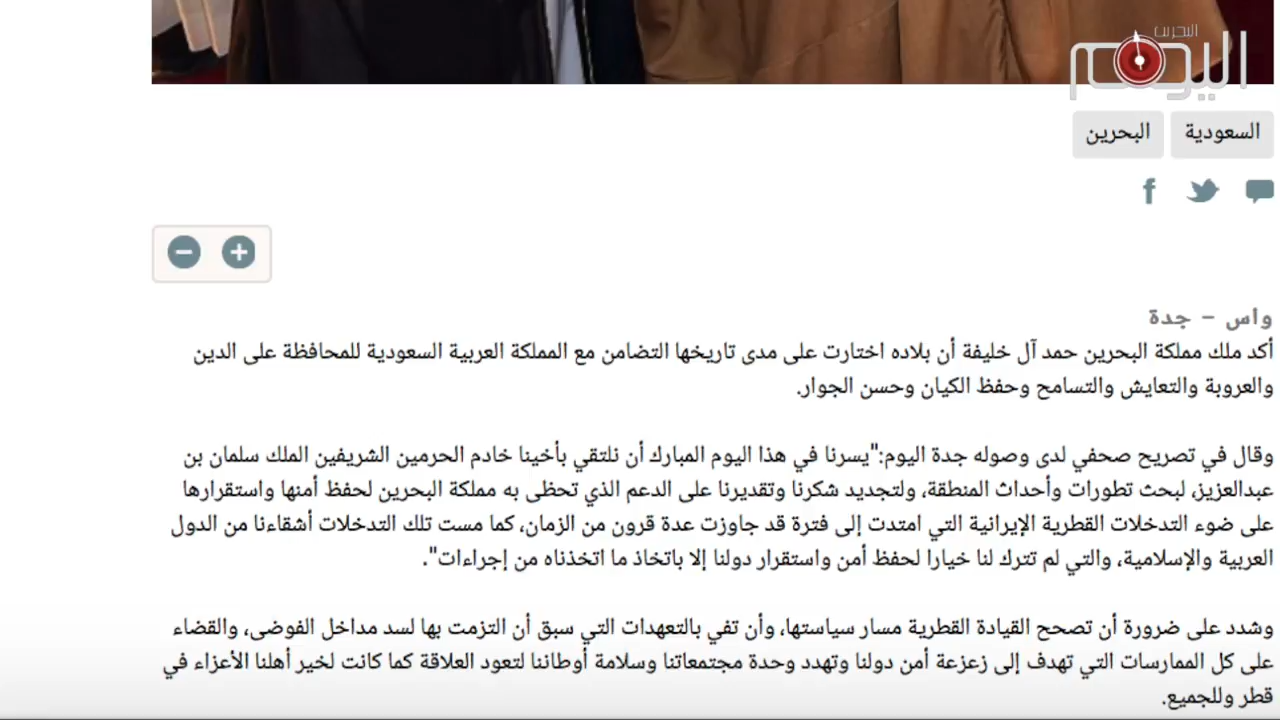 البحرين
اليوم
السعودية
البحرين
واس – جدة
أكد ملك مملكة البحرين حمد آل خليفة أن بلاده اختارت على مدى تاريخها التضامن مع المملكة العربية السعودية للمحافظة على الدين
والعروبة والتعايش والتسامح وحفظ الكيان وحسن الجوار.
وقال في تصريح صحفي لدى وصوله جدة اليوم:"يسرنا في هذا اليوم المبارك أن نلتقي بأخينا خادم الحرمين الشريفين الملك سلمان بن
عبدالعزيز، لبحث تطورات وأحداث المنطقة، ولتجديد شكرنا وتقديرنا على الدعم الذي تحظى به مملكة البحرين لحفظ أمنها واستقرارها
على ضوء التدخلات القطرية الإيرانية التي امتدت إلى فترة قد جاوزت عدة قرون من الزمان، كما مست تلك التدخلات أشقاءنا من الدول
العربية والإسلامية، والتي لم تترك لنا خيارا لحفظ أمن واستقرار دولنا إلا باتخاذ ما اتخذناه من إجراءات".
وشدد على ضرورة أن تصحح القيادة القطرية مسار سياستها، وأن تفي بالتعهدات التي سبق أن التزمت بها لسد مداخل الفوضى، والقضاء
على كل الممارسات التي تهدف إلى زعزعة أمن دولنا وتهدد وحدة مجتمعاتنا وسلامة أوطاننا لتعود العلاقة كما كانت لخير أهلنا الأعزاء في
قطر وللجميع.